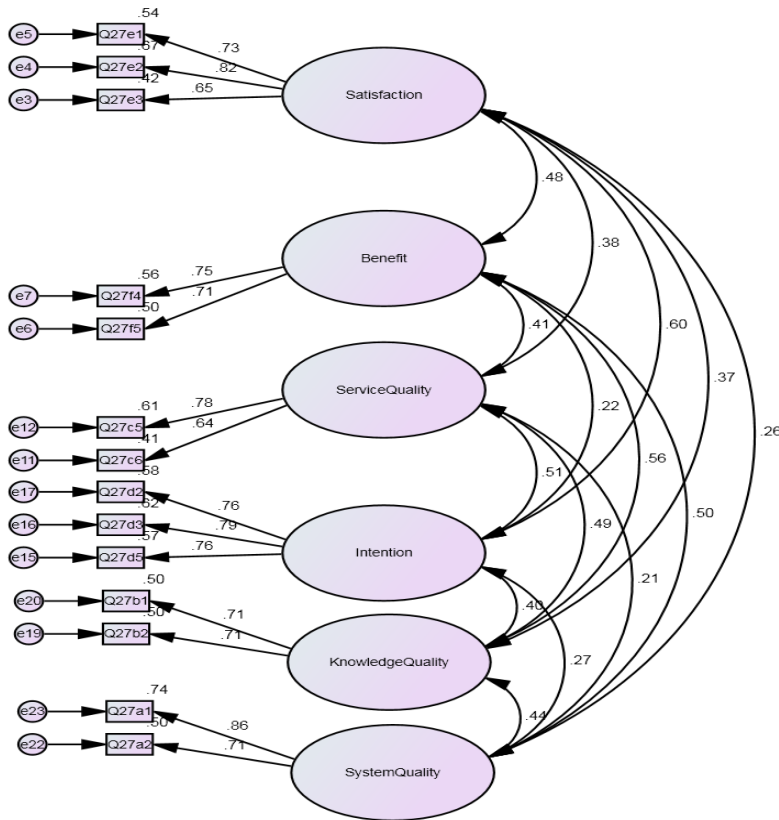 .54
e5 Q27e1 .73
.67
e4 Q27e2 .82
.42
e3 Q27e3 .65
Satisfaction
.48
.38
Benefit
.56 .75
e7 Q27f4 .71
.50
e6 Q27f5
.41
.60
.37
ServiceQuality
.22
.26
.61 .78
e12 Q27c5 .64
.41
e11 Q27c6
.58
e17 Q27d2 .76
.62
e16 Q27d3 .79
.57
e15 Q27d5 .76
.51
.56
.49
.50
Intention
.50
e20 Q27b1 .71
.50
e19 Q27b2 .71
.40
.21
KnowledgeQuality
.27
.74
e23 Q27a1 .86
.50
e22 Q27a2 .71
.44
SystemQuality